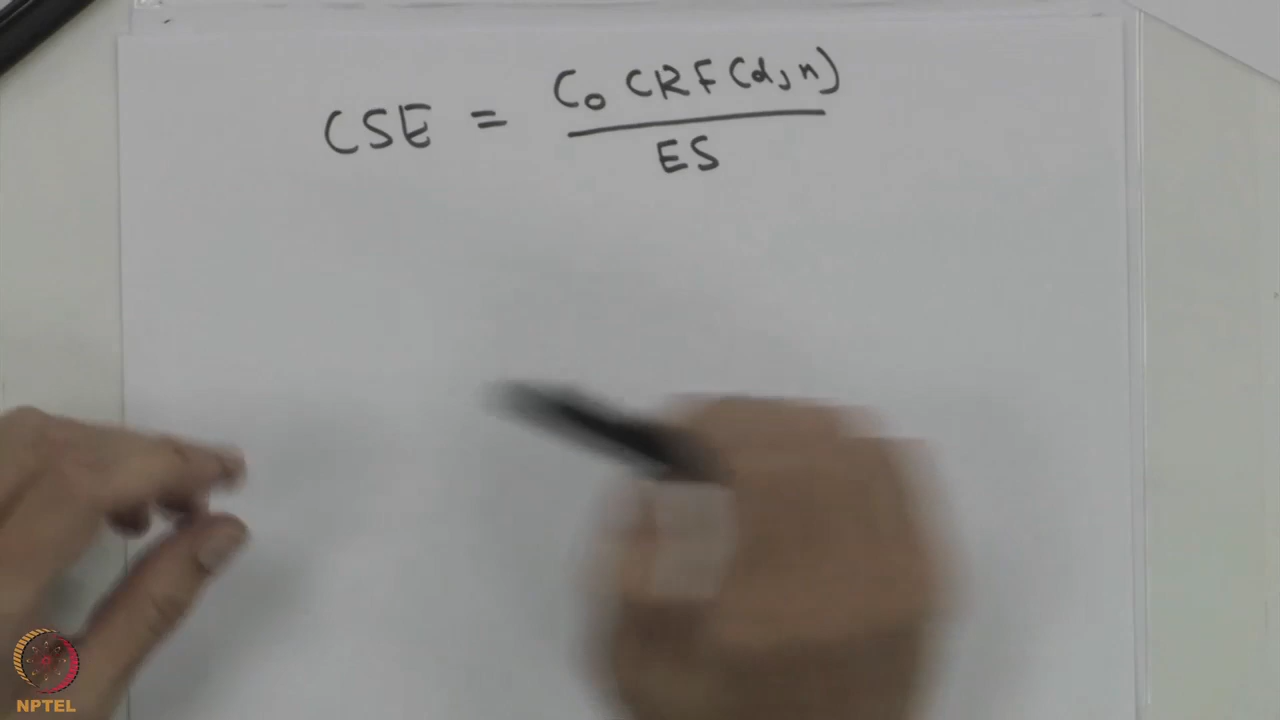 CSE = C₀ CRF(d,n) / ES
NPTEL